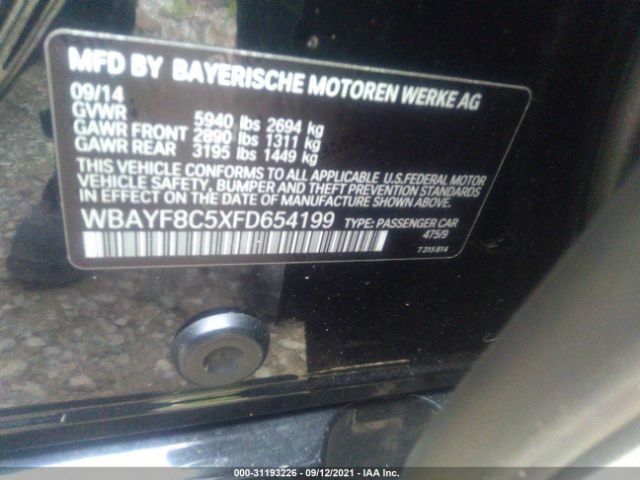 MFD BY BAYERISCHE MOTOREN WERKE AG
09/14
GVWR 5940 lbs 2694 kg
GAWR FRONT 2890 lbs 1311 kg
GAWR REAR 3195 lbs 1449 kg
THIS VEHICLE CONFORMS TO ALL APPLICABLE U.S. FEDERAL MOTOR
VEHICLE SAFETY, BUMPER AND THEFT PREVENTION STANDARDS
IN EFFECT ON THE DATE OF MANUFACTURE SHOWN ABOVE.
WBAYF8C5XFD654199 TYPE: PASSENGER CAR
475/9
7 315 814
000-31193226 - 09/12/2021 - IAA Inc.